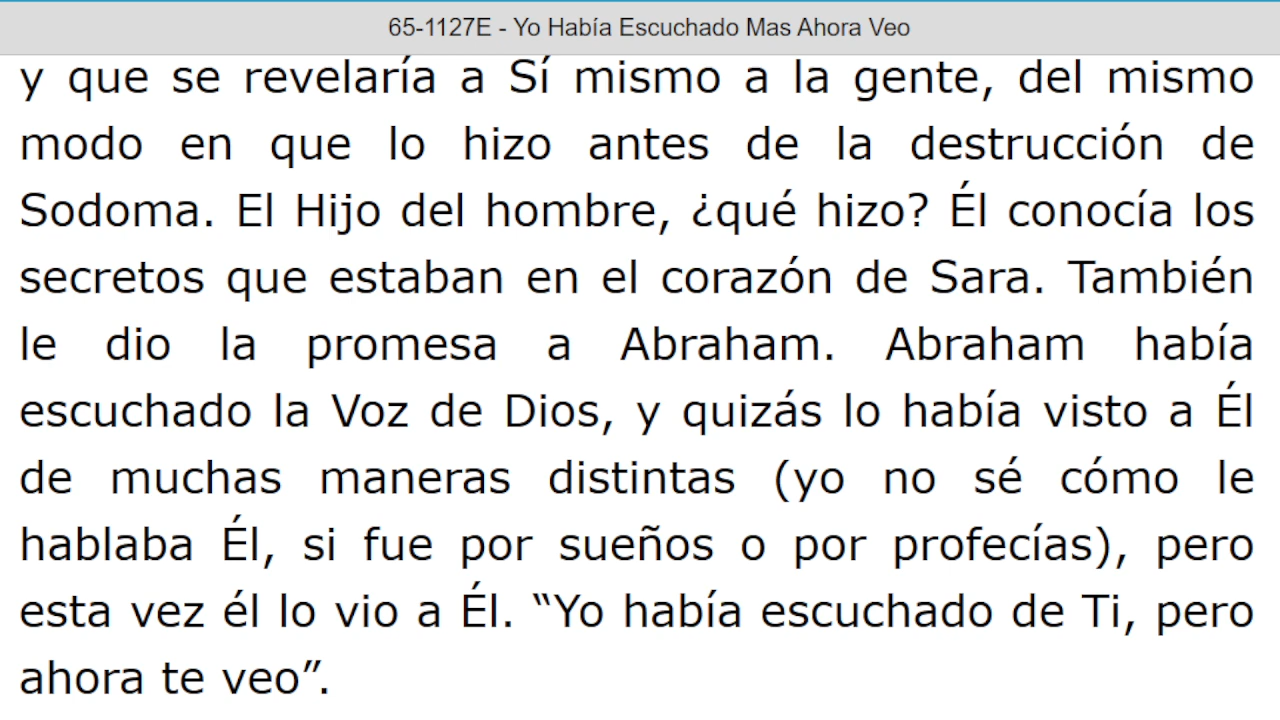 65-1127E - Yo Había Escuchado Mas Ahora Veo
y que se revelaría a Sí mismo a la gente, del mismo
modo en que lo hizo antes de la destrucción de
Sodoma. El Hijo del hombre, ¿qué hizo? Él conocía los
secretos que estaban en el corazón de Sara. También
le dio la promesa a Abraham. Abraham había
escuchado la Voz de Dios, y quizás lo había visto a Él
de muchas maneras distintas (yo no sé cómo le
hablaba Él, si fue por sueños o por profecías), pero
esta vez él lo vio a Él. “Yo había escuchado de Ti, pero
ahora te veo”.